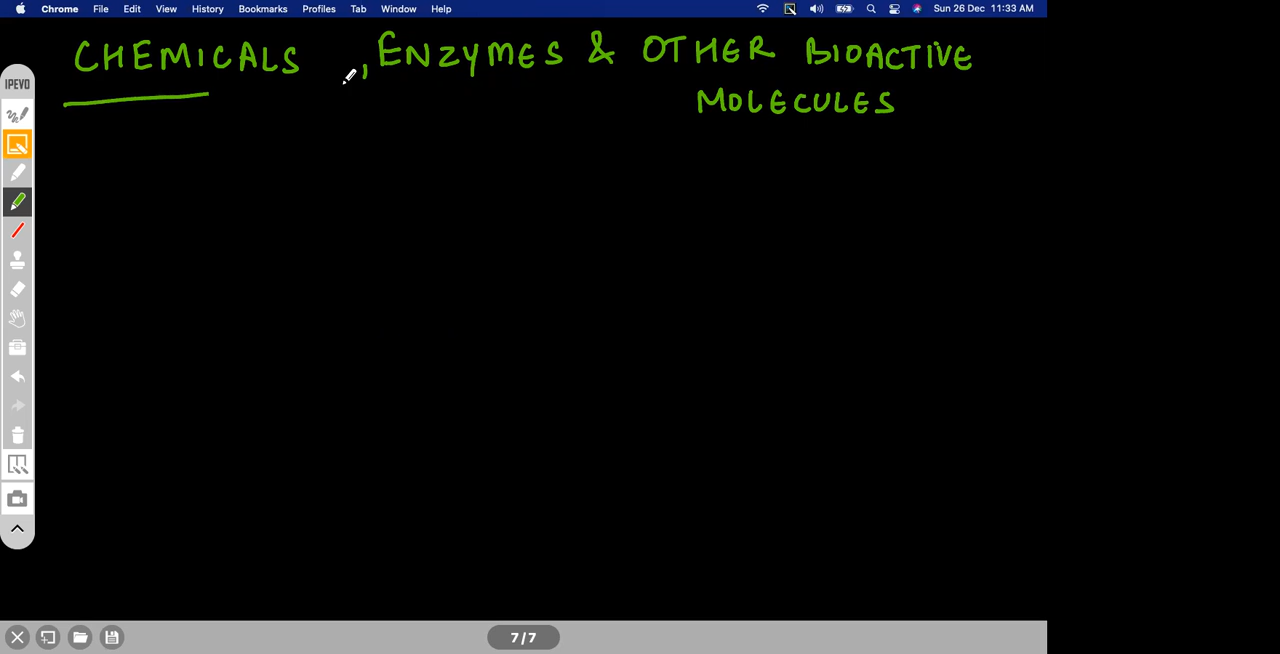 Chrome File Edit View History Bookmarks Profiles Tab Window Help Sun 26 Dec 11:33 AM
CHEMICALS , ENZYMES & OTHER BIOACTIVE
MOLECULES
IPEVO
7/7